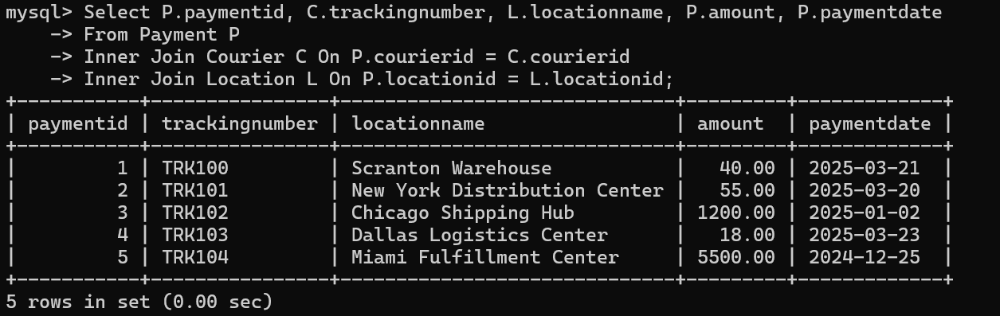 mysql> Select P.paymentid, C.trackingnumber, L.locationname, P.amount, P.paymentdate
    -> From Payment P
    -> Inner Join Courier C On P.courierid = C.courierid
    -> Inner Join Location L On P.locationid = L.locationid;
+-----------+----------------+------------------------------+---------+-------------+
| paymentid | trackingnumber | locationname                 | amount  | paymentdate |
+-----------+----------------+------------------------------+---------+-------------+
|         1 | TRK100         | Scranton Warehouse           |   40.00 | 2025-03-21  |
|         2 | TRK101         | New York Distribution Center |   55.00 | 2025-03-20  |
|         3 | TRK102         | Chicago Shipping Hub         | 1200.00 | 2025-01-02  |
|         4 | TRK103         | Dallas Logistics Center      |   18.00 | 2025-03-23  |
|         5 | TRK104         | Miami Fulfillment Center     | 5500.00 | 2024-12-25  |
+-----------+----------------+------------------------------+---------+-------------+
5 rows in set (0.00 sec)